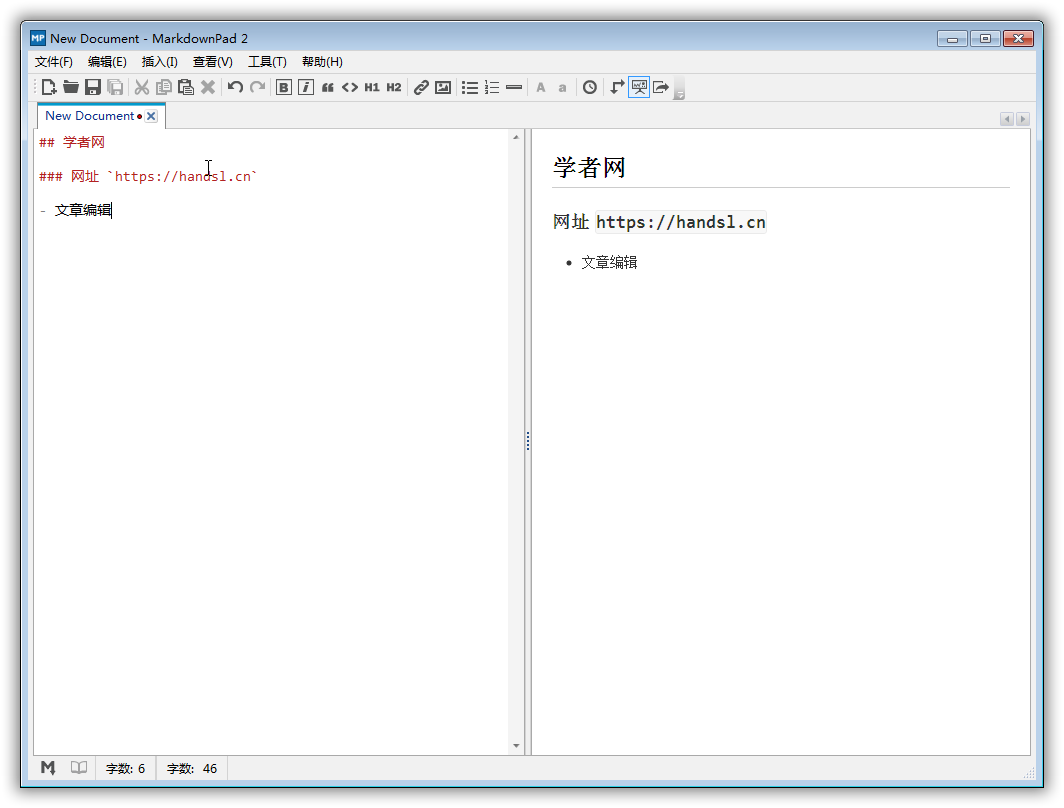 MP New Document - MarkdownPad 2
文件(F) 编辑(E) 插入(I) 查看(V) 工具(T) 帮助(H)
B i H1 H2 A a
New Document
## 学者网
### 网址 `https://handsl.cn`
- 文章编辑
学者网
网址 https://handsl.cn
• 文章编辑
字数: 6 字数: 46